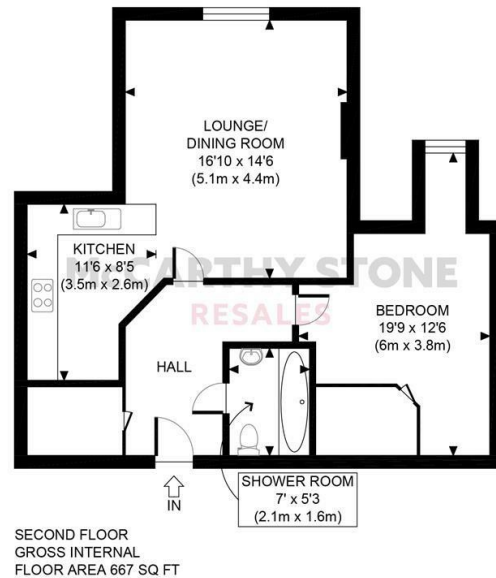 LOUNGE/
DINING ROOM
16'10 x 14'6
(5.1m x 4.4m)
KITCHEN
11'6 x 8'5
(3.5m x 2.6m)
McCARTHY STONE
RESALES
BEDROOM
19'9 x 12'6
(6m x 3.8m)
HALL
SHOWER ROOM
7' x 5'3
(2.1m x 1.6m)
IN
SECOND FLOOR
GROSS INTERNAL
FLOOR AREA 667 SQ FT